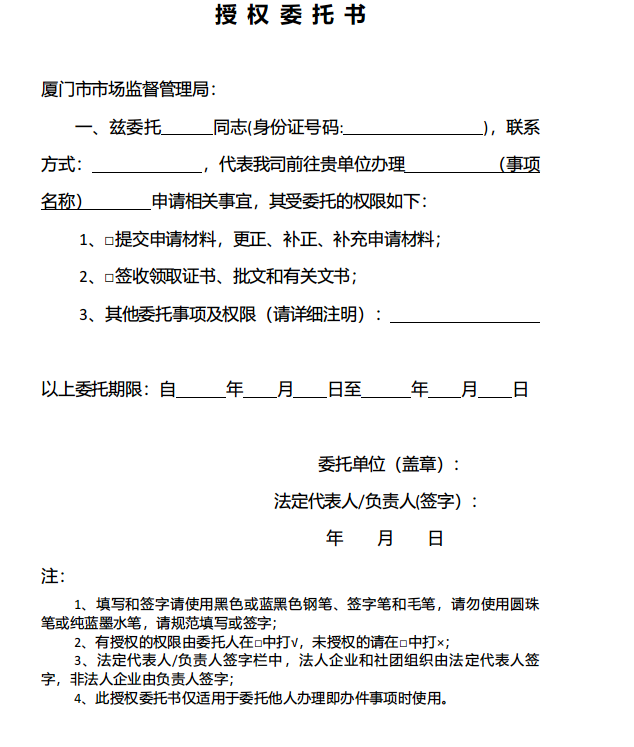 授 权 委 托 书
厦门市市场监督管理局：
一、兹委托______同志(身份证号码:________________)，联系
方式：_____________，代表我司前往贵单位办理___________（事项
名称）________申请相关事宜，其受委托的权限如下：
1、□提交申请材料，更正、补正、补充申请材料；
2、□签收领取证书、批文和有关文书；
3、其他委托事项及权限（请详细注明）：__________________
以上委托期限：自______年____月____日至______年____月____日
委托单位（盖章）：
法定代表人/负责人(签字）：
年 月 日
注：
1、填写和签字请使用黑色或蓝黑色钢笔、签字笔和毛笔，请勿使用圆珠
笔或纯蓝墨水笔，请规范填写或签字；
2、有授权的权限由委托人在□中打√，未授权的请在□中打×；
3、法定代表人/负责人签字栏中，法人企业和社团组织由法定代表人签
字，非法人企业由负责人签字；
4、此授权委托书仅适用于委托他人办理即办件事项时使用。